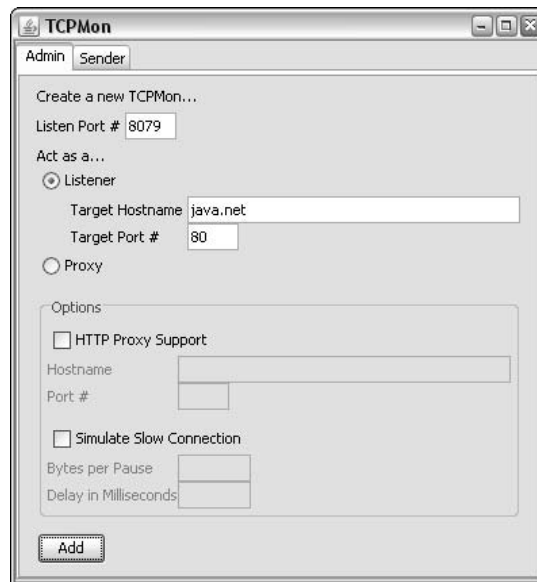 TCPMon
Admin Sender
Create a new TCPMon...
Listen Port # 8079
Act as a...
Listener
Target Hostname java.net
Target Port # 80
Proxy
Options
HTTP Proxy Support
Hostname
Port #
Simulate Slow Connection
Bytes per Pause
Delay in Milliseconds
Add